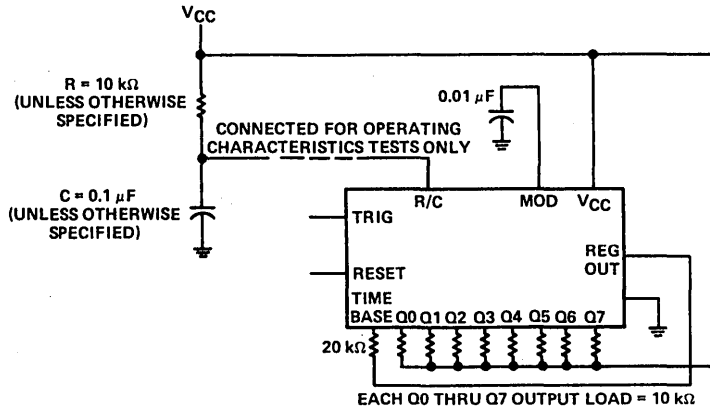 VCC
R = 10 kΩ
(UNLESS OTHERWISE
SPECIFIED)
0.01 μF
CONNECTED FOR OPERATING
CHARACTERISTICS TESTS ONLY
C = 0.1 μF
(UNLESS OTHERWISE
SPECIFIED)
R/C MOD VCC
TRIG
REG
OUT
RESET
TIME
BASE Q0 Q1 Q2 Q3 Q4 Q5 Q6 Q7
20 kΩ
EACH Q0 THRU Q7 OUTPUT LOAD = 10 kΩ